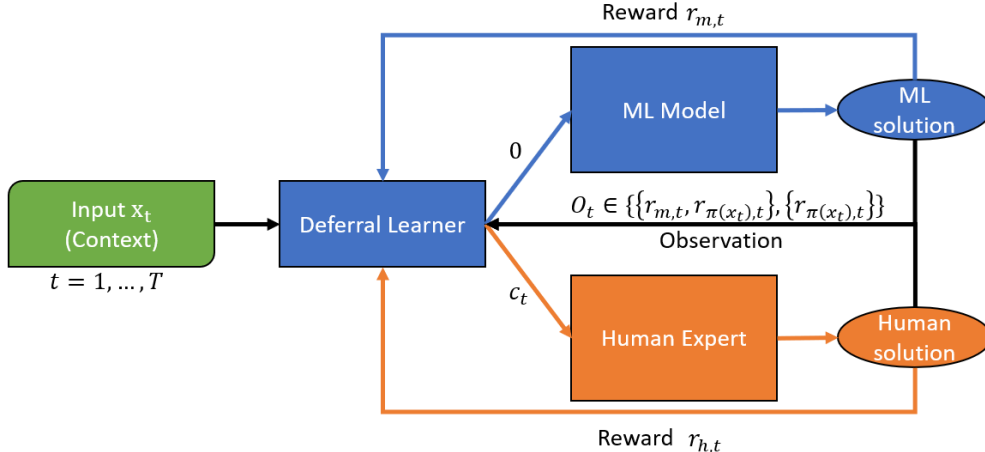 Reward r_{m,t}
ML Model
ML
solution
0
Input x_t
(Context)
Deferral Learner
O_t ∈ {{r_{m,t}, r_{π(x_t),t}}, {r_{π(x_t),t}}}
Observation
t = 1, …, T
c_t
Human Expert
Human
solution
Reward r_{h,t}